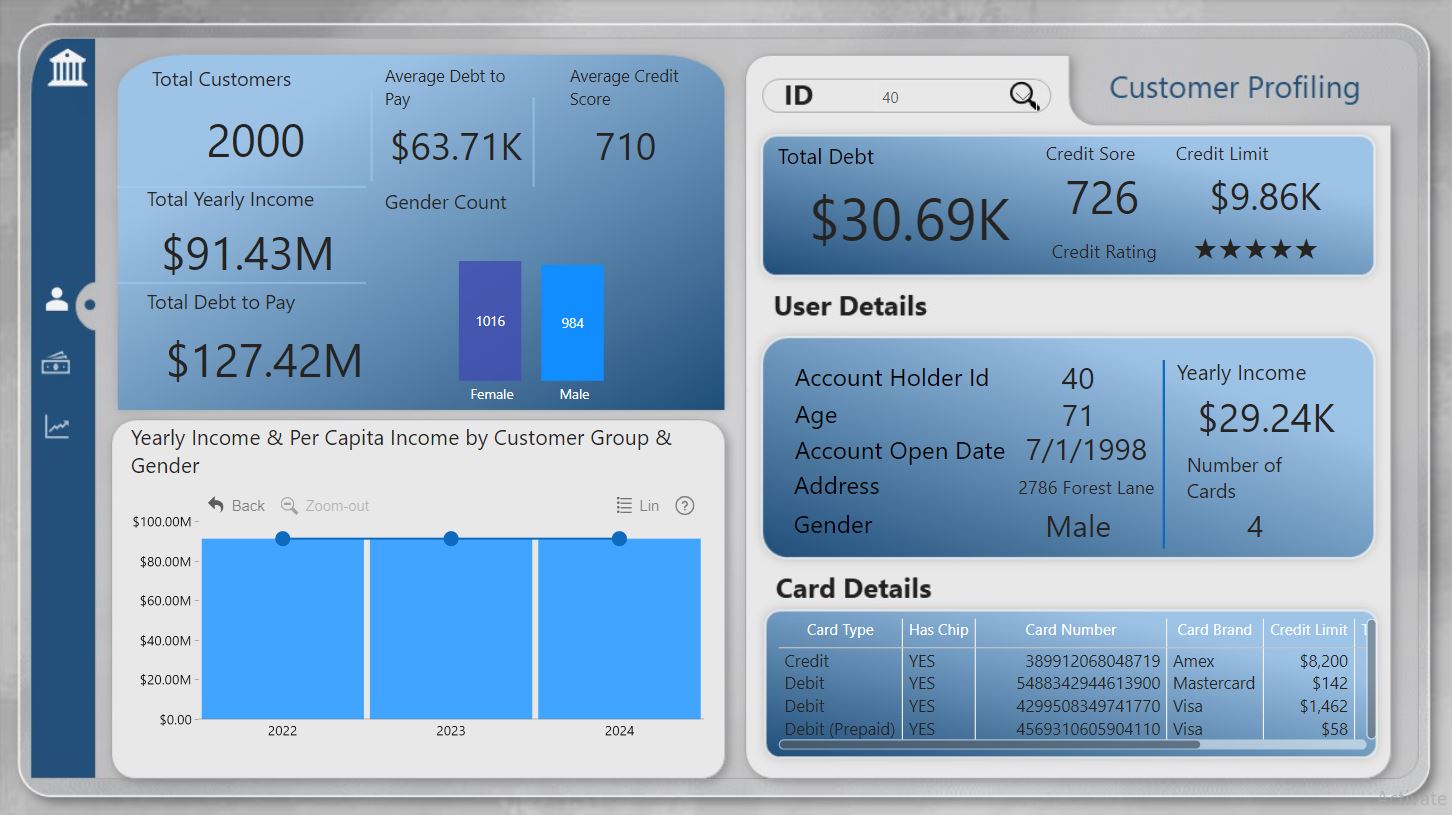 Total Customers
2000
Average Debt to
Pay
$63.71K
Average Credit
Score
710
Total Yearly Income
$91.43M
Total Debt to Pay
$127.42M
Gender Count
1016
984
Female
Male
Yearly Income & Per Capita Income by Customer Group &
Gender
Back
Zoom-out
Lin
?
$100.00M
$80.00M
$60.00M
$40.00M
$20.00M
$0.00
2022
2023
2024
Customer Profiling
ID
40
Total Debt
$30.69K
Credit Sore
726
Credit Limit
$9.86K
Credit Rating
★★★★★
User Details
Account Holder Id 40
Age 71
Account Open Date 7/1/1998
Address 2786 Forest Lane
Gender Male
Yearly Income
$29.24K
Number of
Cards
4
Card Details
Card Type Has Chip Card Number Card Brand Credit Limit
Credit YES 389912068048719 Amex $8,200
Debit YES 5488342944613900 Mastercard $142
Debit YES 4299508349741770 Visa $1,462
Debit (Prepaid) YES 4569310605904110 Visa $58
Activate